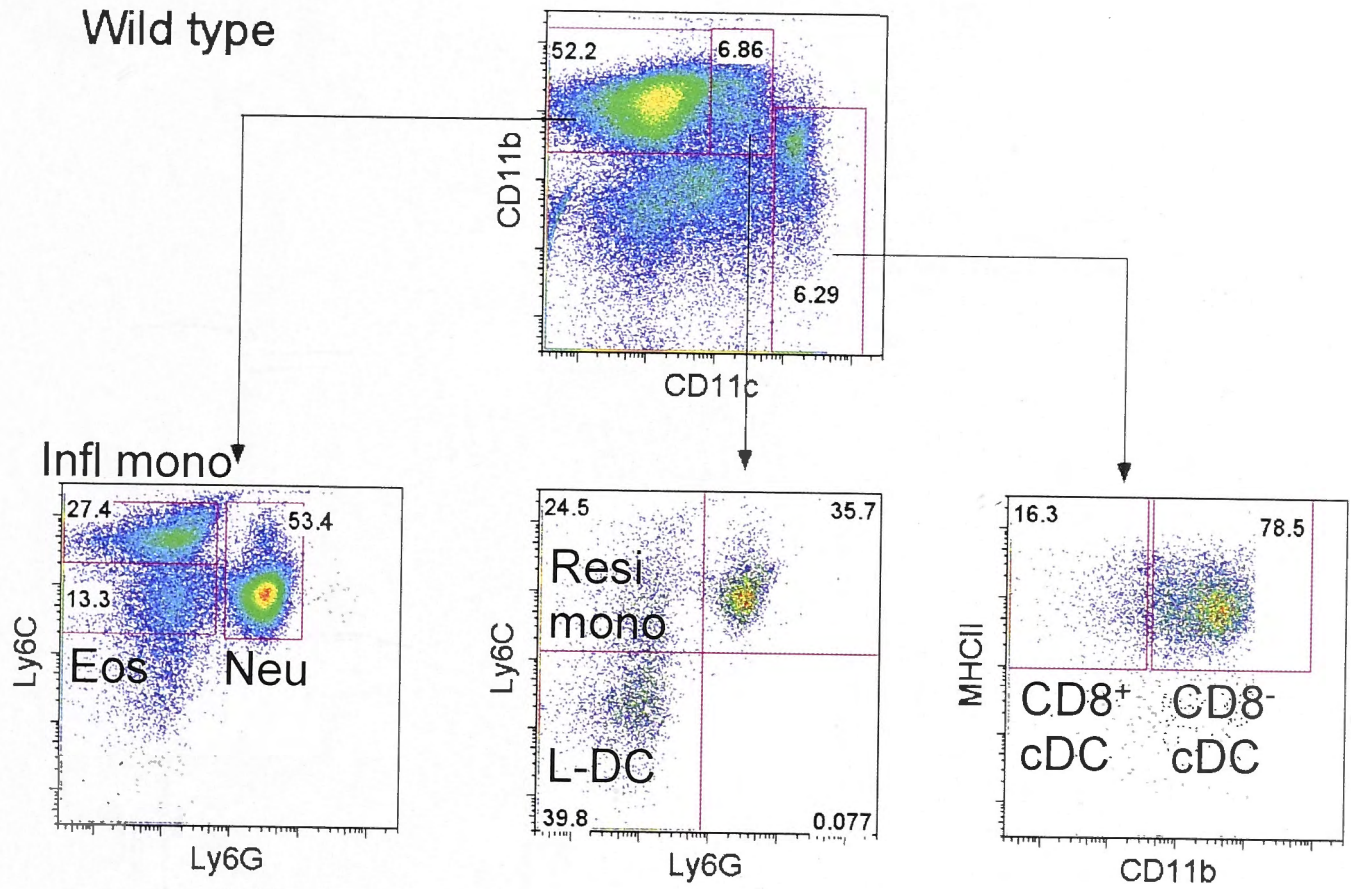 Wild type
52.2
6.86
CD11b
6.29
CD11c
Infl mono
27.4
53.4
13.3
Ly6C
Eos
Neu
Ly6G
24.5
35.7
Resi
mono
Ly6C
L-DC
39.8
0.077
Ly6G
16.3
78.5
MHCII
CD8⁺
cDC
CD8⁻
cDC
CD11b